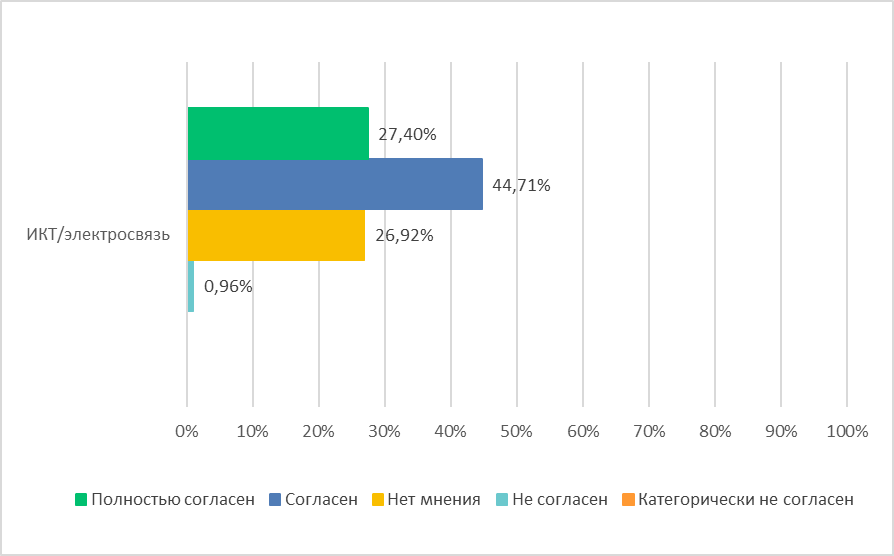 27,40%
44,71%
ИКТ/электросвязь
26,92%
0,96%
0% 10% 20% 30% 40% 50% 60% 70% 80% 90% 100%
Полностью согласен Согласен Нет мнения Не согласен Категорически не согласен